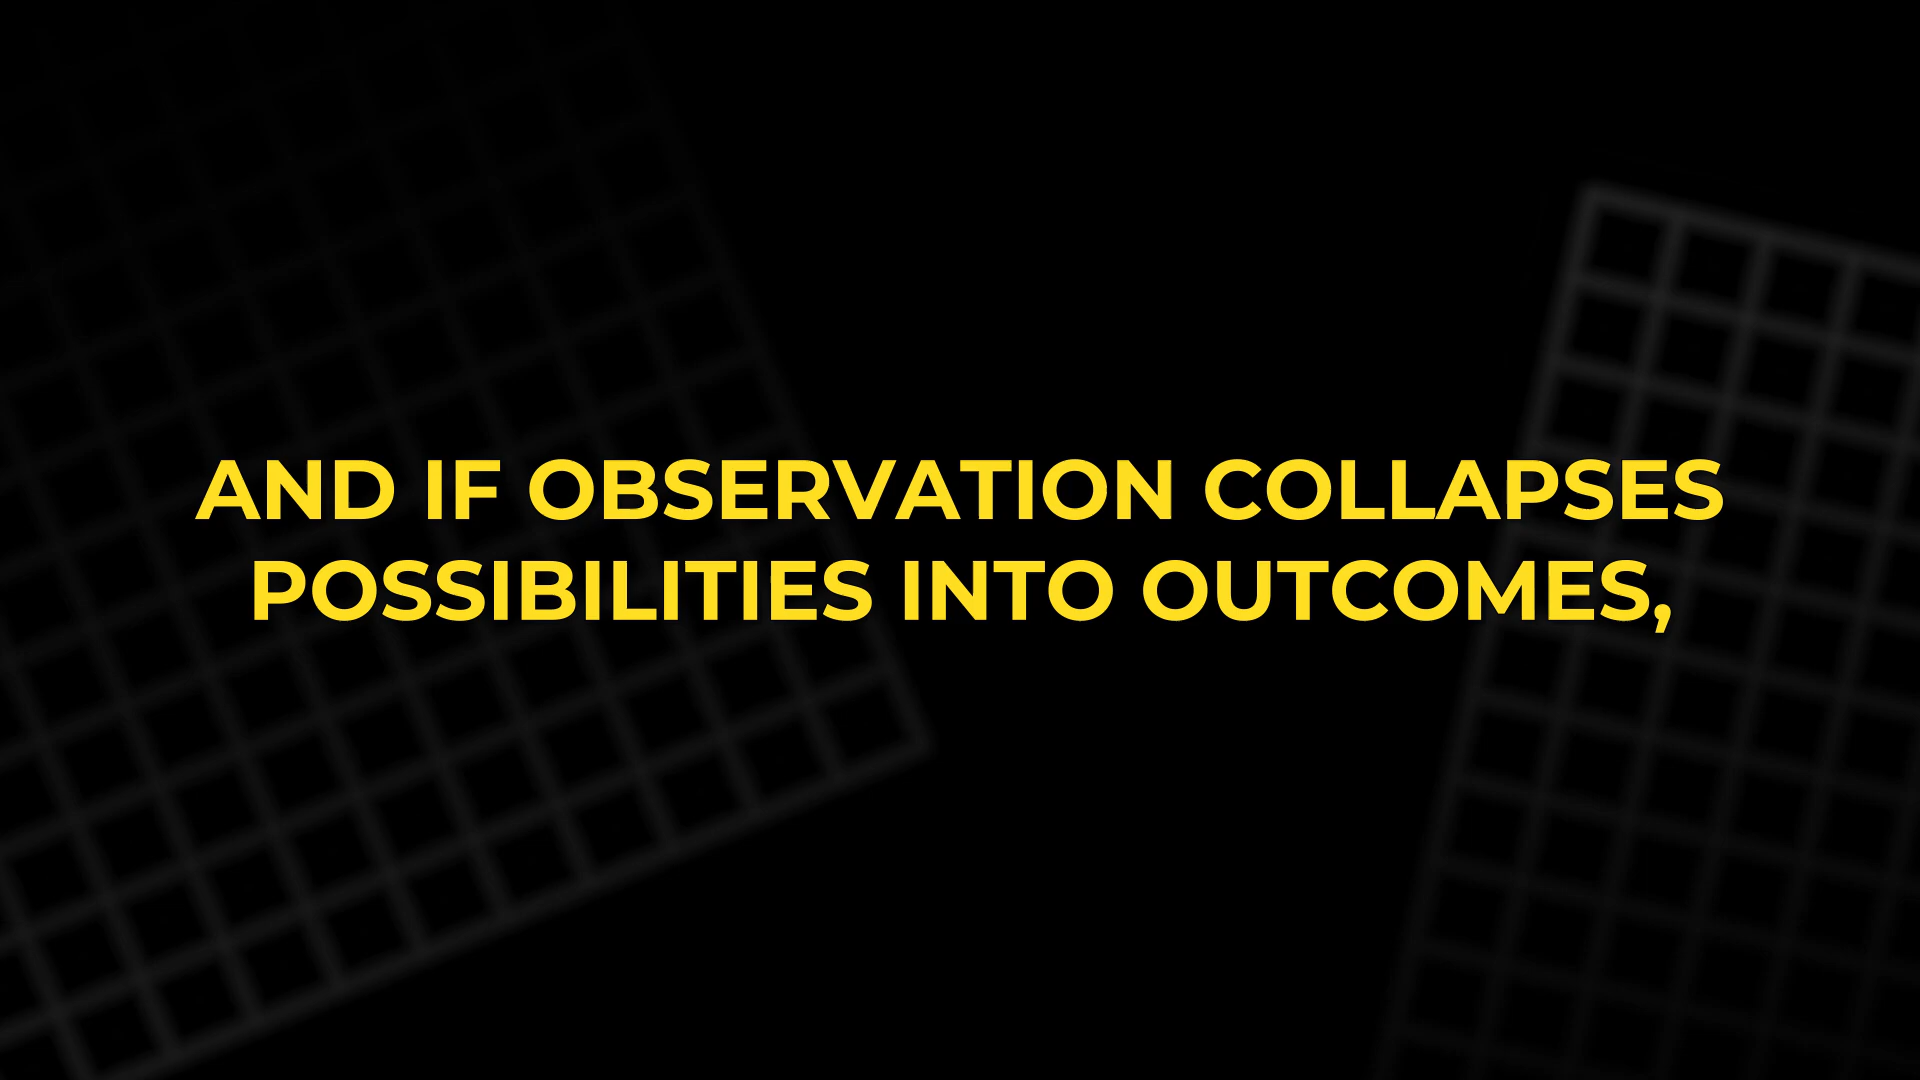 AND IF OBSERVATION COLLAPSES
POSSIBILITIES INTO OUTCOMES,